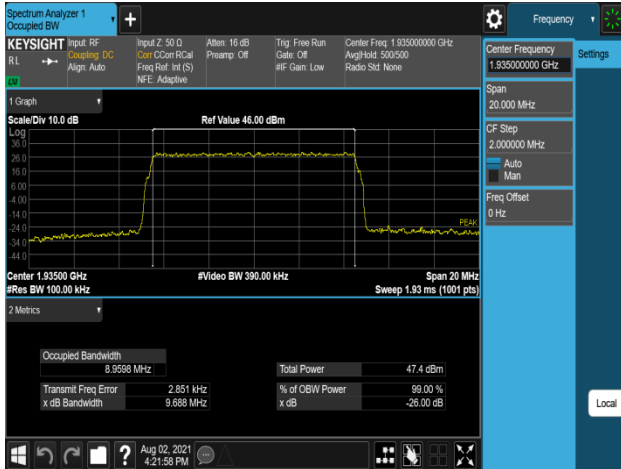 Spectrum Analyzer 1
Occupied BW
Frequency
KEYSIGHT
R L
Input: RF
Coupling: DC
Align: Auto
Input Z: 50 Ω
Corr CCorr RCal
Freq Ref: Int (S)
NFE: Adaptive
Atten: 16 dB
Preamp: Off
Trig: Free Run
Gate: Off
#IF Gain: Low
Center Freq: 1.935000000 GHz
Avg|Hold: 500/500
Radio Std: None
Center Frequency
1.935000000 GHz
Settings
Span
20.000 MHz
CF Step
2.000000 MHz
Auto
Man
Freq Offset
0 Hz
1 Graph
Scale/Div 10.0 dB
Ref Value 46.00 dBm
Log
36.0
26.0
16.0
6.00
-4.00
-14.0
-24.0
-34.0
-44.0
PEAK
Center 1.93500 GHz
#Video BW 390.00 kHz
Span 20 MHz
#Res BW 100.00 kHz
Sweep 1.93 ms (1001 pts)
2 Metrics
Occupied Bandwidth
8.9598 MHz
Total Power 47.4 dBm
Transmit Freq Error 2.851 kHz
% of OBW Power 99.00 %
x dB Bandwidth 9.688 MHz
x dB -26.00 dB
Local
?
Aug 02, 2021
4:21:58 PM